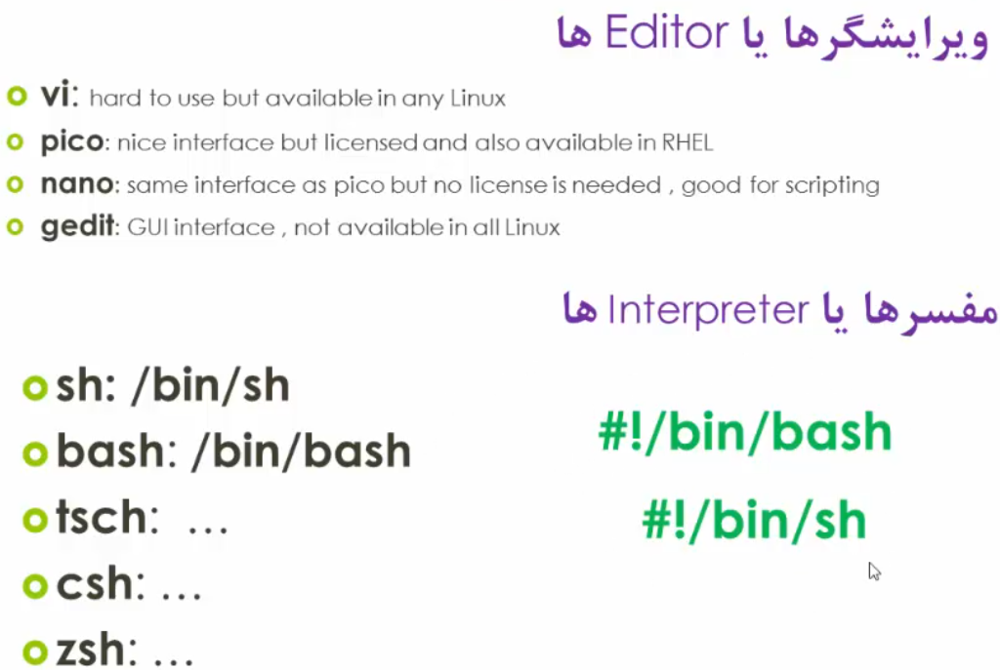 ویرایشگرها یا Editor ها
vi: hard to use but available in any Linux
pico: nice interface but licensed and also available in RHEL
nano: same interface as pico but no license is needed , good for scripting
gedit: GUI interface , not available in all Linux
مفسرها یا Interpreter ها
sh: /bin/sh
bash: /bin/bash
tsch: ...
csh: ...
zsh: ...
#!/bin/bash
#!/bin/sh